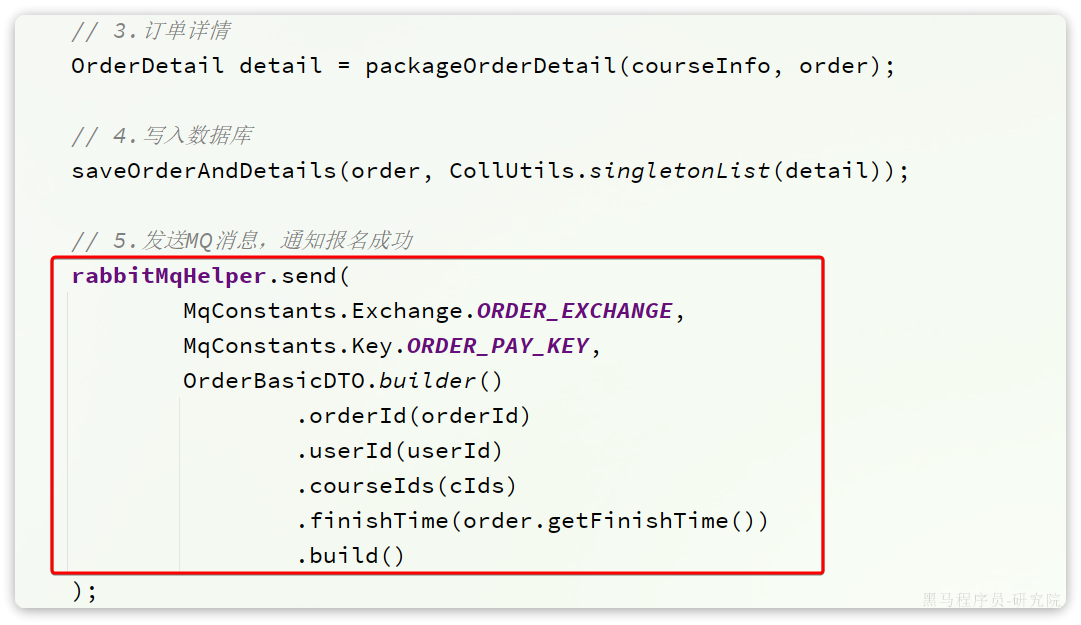 // 3.订单详情
OrderDetail detail = packageOrderDetail(courseInfo, order);
// 4.写入数据库
saveOrderAndDetails(order, CollUtils.singletonList(detail));
// 5.发送MQ消息，通知报名成功
rabbitMqHelper.send(
MqConstants.Exchange.ORDER_EXCHANGE,
MqConstants.Key.ORDER_PAY_KEY,
OrderBasicDTO.builder()
.orderId(orderId)
.userId(userId)
.courseIds(cIds)
.finishTime(order.getFinishTime())
.build()
);
黑马程序员-研究院